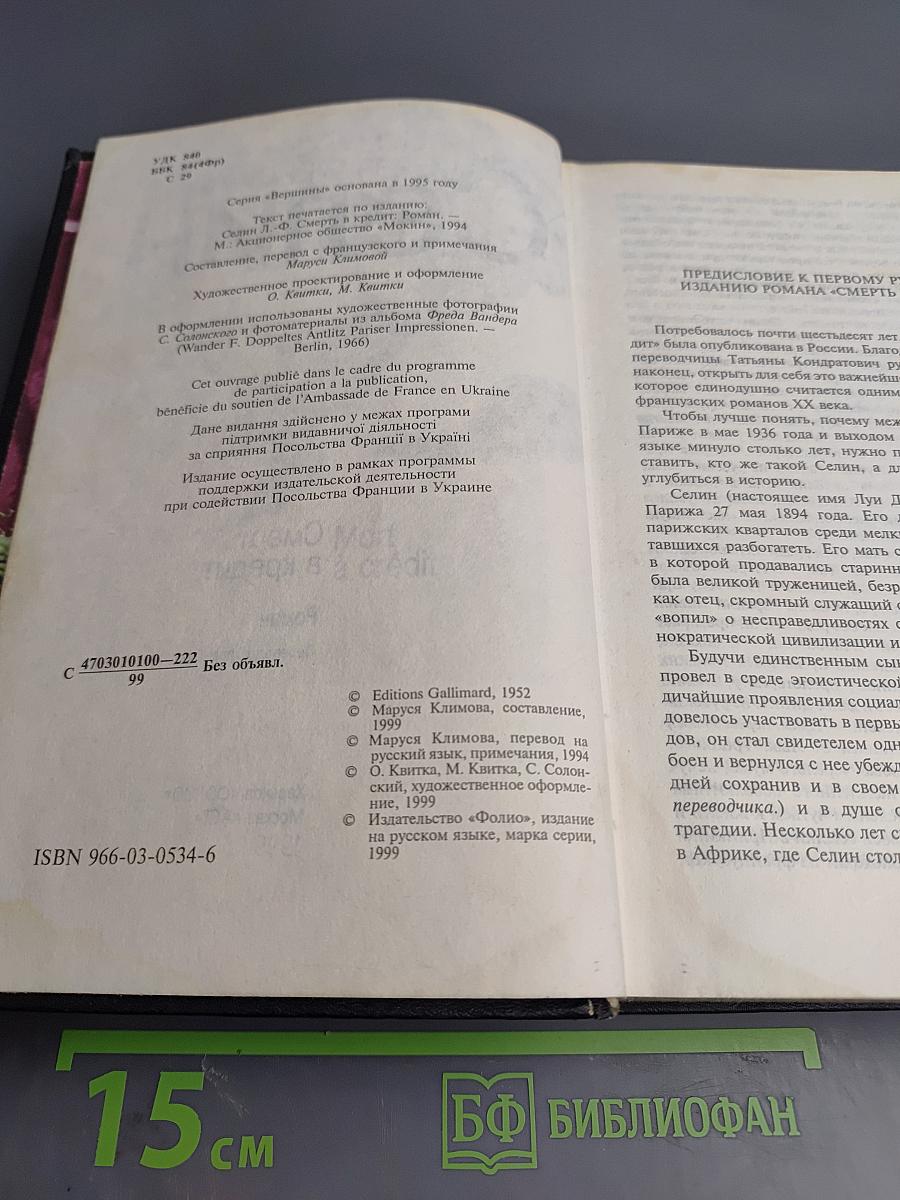 УДК 840
ББК 84(4Фр)
С 29
Серия «Вершины» основана в 1995 году
Текст печатается по изданию:
Селин Л.-Ф. Смерть в кредит: Роман. —
М.: Акционерное общество «Мокин», 1994
Составление, перевод с французского и примечания
Маруси Климовой
Художественное проектирование и оформление
О. Квитки, М. Квитки
В оформлении использованы художественные фотографии
С. Солонского и фотоматериалы из альбома Фреда Вандера
(Wander F. Doppeltes Antlitz Pariser Impressionen. —
Berlin, 1966)
Cet ouvrage publié dans le cadre du programme
de participation a la publication,
bénéficie du soutien de l'Ambassade de France en Ukraine
Дане видання здійснено у межах програми
підтримки видавничої діяльності
за сприяння Посольства Франції в Україні
Издание осуществлено в рамках программы
поддержки издательской деятельности
при содействии Посольства Франции в Украине
С 4703010100—222 Без объявл.
99
© Editions Gallimard, 1952
© Маруся Климова, составление,
1999
© Маруся Климова, перевод на
русский язык, примечания, 1994
© О. Квитка, М. Квитка, С. Солон-
ский, художественное оформле-
ние, 1999
© Издательство «Фолио», издание
на русском языке, марка серии,
1999
ISBN 966-03-0534-6
ПРЕДИСЛОВИЕ К ПЕРВОМУ РУ
ИЗДАНИЮ РОМАНА «СМЕРТЬ
Потребовалось почти шестьдесят лет
дит» была опубликована в России. Благо
переводчицы Татьяны Кондратович ру
наконец, открыть для себя это важнейш
которое единодушно считается одним
французских романов XX века.
Чтобы лучше понять, почему меж
Париже в мае 1936 года и выходом
языке минуло столько лет, нужно п
ставить, кто же такой Селин, а дл
углубиться в историю.
Селин (настоящее имя Луи Д
Парижа 27 мая 1894 года. Его д
парижских кварталов среди мелк
тавшихся разбогатеть. Его мать с
в которой продавались старинн
была великой труженицей, безр
как отец, скромный служащий с
«вопил» о несправедливостях с
нократической цивилизации и
Будучи единственным сын
провел в среде эгоистической
дичайшие проявления социал
довелось участвовать в первы
дов, он стал свидетелем одн
боен и вернулся с нее убежд
дней сохранив и в своем
переводчика.) и в душе с
трагедии. Несколько лет с
в Африке, где Селин стол
15 см
БФ БИБЛИОФАН